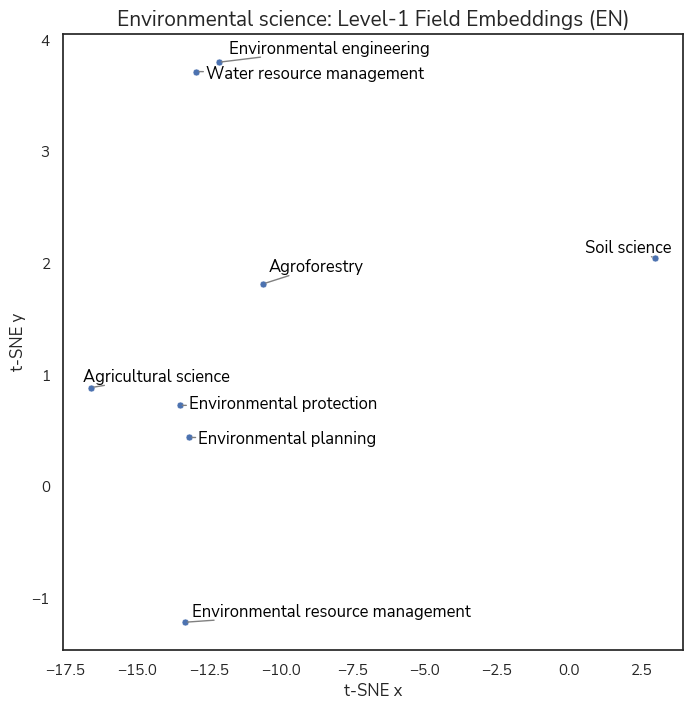 Environmental science: Level-1 Field Embeddings (EN)
4
Environmental engineering
Water resource management
3
Soil science
2
Agroforestry
t-SNE y
Agricultural science
1
Environmental protection
Environmental planning
0
Environmental resource management
−1
−17.5 −15.0 −12.5 −10.0 −7.5 −5.0 −2.5 0.0 2.5
t-SNE x